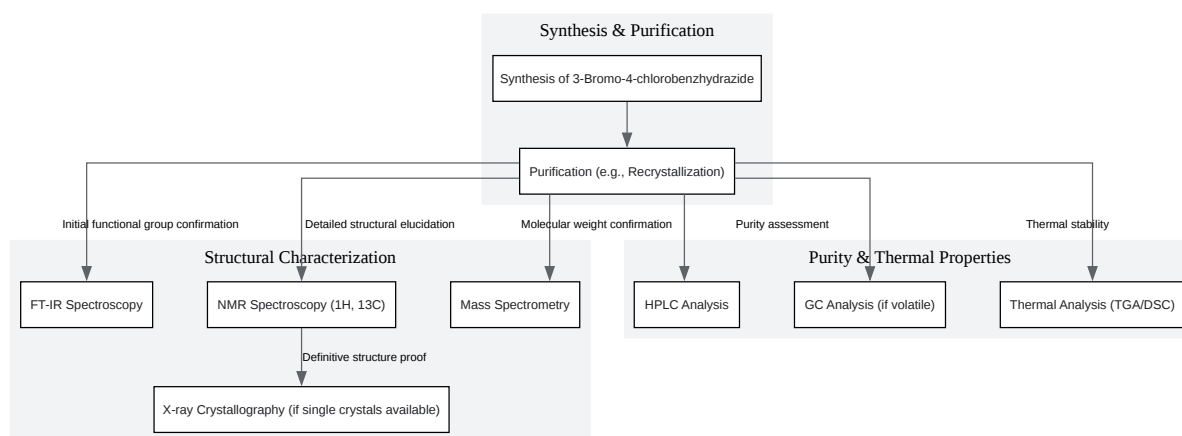 Synthesis & Purification
Synthesis of 3-Bromo-4-chlorobenzhydrazide
Purification (e.g., Recrystallization)
Initial functional group confirmation
Detailed structural elucidation
Molecular weight confirmation
Purity assessment
Thermal stability
Structural Characterization
Purity & Thermal Properties
FT-IR Spectroscopy
NMR Spectroscopy (1H, 13C)
Mass Spectrometry
HPLC Analysis
GC Analysis (if volatile)
Thermal Analysis (TGA/DSC)
Definitive structure proof
X-ray Crystallography (if single crystals available)